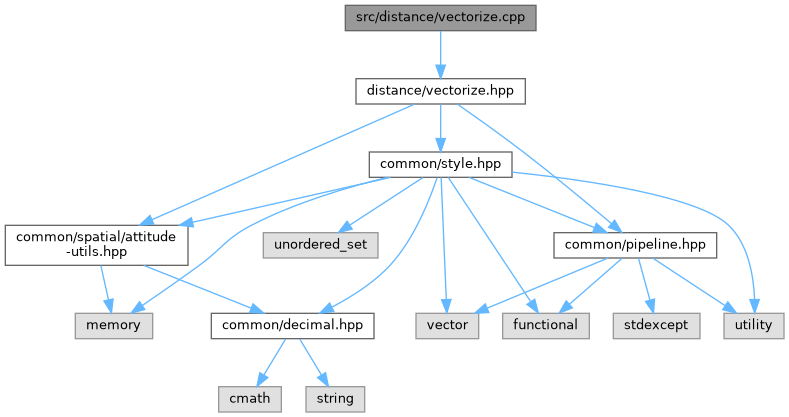 src/distance/vectorize.cpp
distance/vectorize.hpp
common/style.hpp
common/spatial/attitude
-utils.hpp
unordered_set
common/pipeline.hpp
memory
common/decimal.hpp
vector
functional
stdexcept
utility
cmath
string